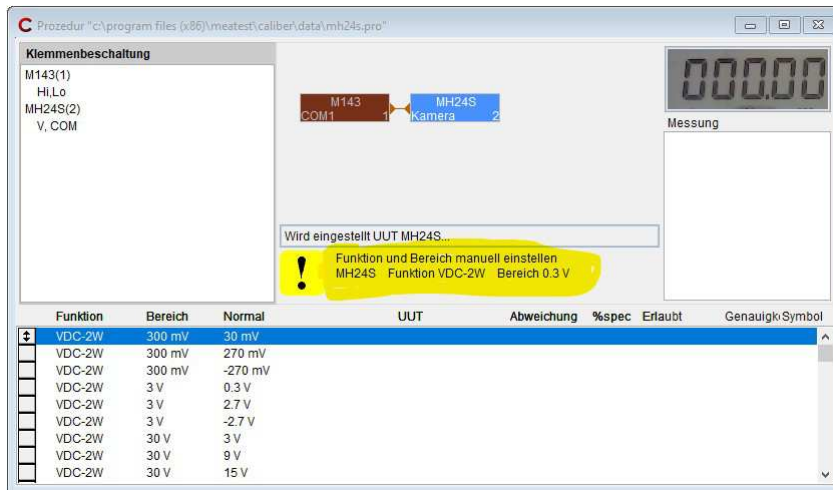 Prozedur "c:\program files (x86)\meatest\caliber\data\mh24s.pro"
Klemmenbeschaltung
M143(1)
Hi,Lo
MH24S(2)
V, COM
M143
COM1 1
MH24S
Kamera 2
000.00
Messung
Wird eingestellt UUT MH24S...
! Funktion und Bereich manuell einstellen
MH24S Funktion VDC-2W Bereich 0.3 V
Funktion Bereich Normal UUT Abweichung %spec Erlaubt Genauigk Symbol
VDC-2W 300 mV 30 mV
VDC-2W 300 mV 270 mV
VDC-2W 300 mV -270 mV
VDC-2W 3 V 0.3 V
VDC-2W 3 V 2.7 V
VDC-2W 3 V -2.7 V
VDC-2W 30 V 3 V
VDC-2W 30 V 9 V
VDC-2W 30 V 15 V